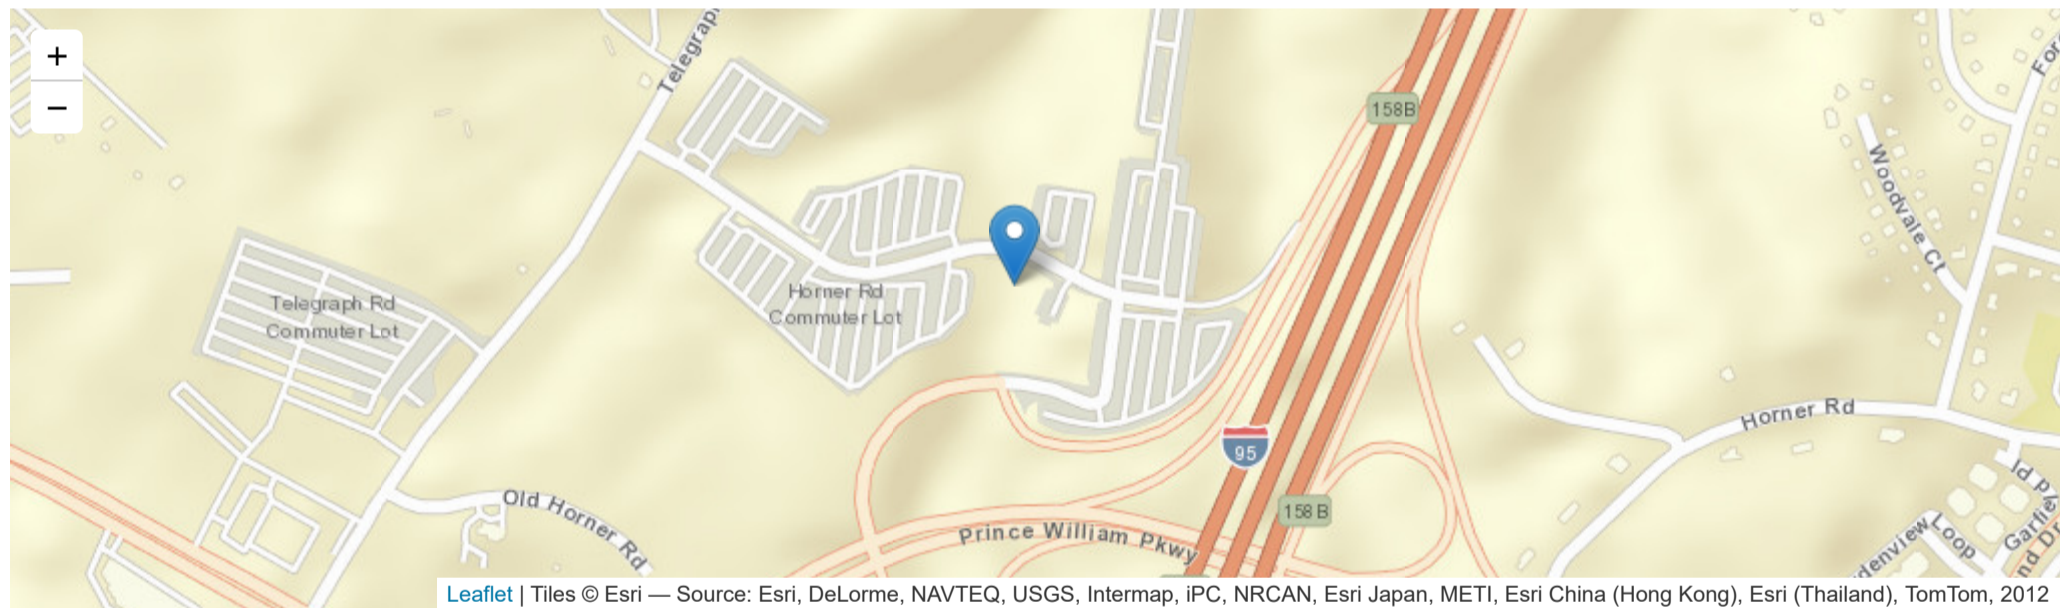 +
−
Telegraph
158B
Woodvale Ct
Telegraph Rd
Commuter Lot
Horner Rd
Commuter Lot
Horner Rd
95
158 B
Old Horner Rd
Prince William Pkwy
Loop
Leaflet | Tiles © Esri — Source: Esri, DeLorme, NAVTEQ, USGS, Intermap, iPC, NRCAN, Esri Japan, METI, Esri China (Hong Kong), Esri (Thailand), TomTom, 2012